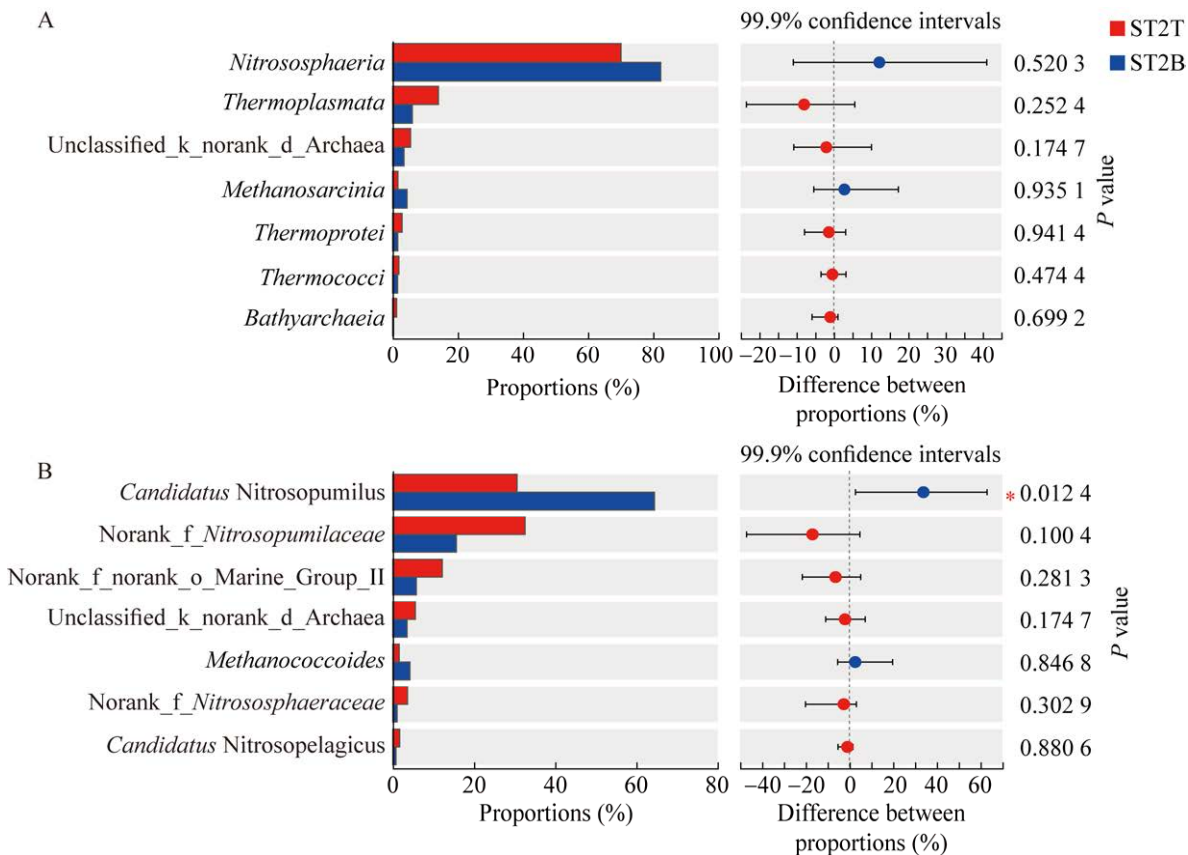 A
99.9% confidence intervals
ST2T
ST2B
Nitrososphaeria
0.520 3
Thermoplasmata
0.252 4
Unclassified_k_norank_d_Archaea
0.174 7
Methanosarcinia
0.935 1
Thermoprotei
0.941 4
Thermococci
0.474 4
Bathyarchaeia
0.699 2
P value
0 20 40 60 80 100
−20 −10 0 10 20 30 40
Proportions (%)
Difference between
proportions (%)
B
99.9% confidence intervals
Candidatus Nitrosopumilus
* 0.012 4
Norank_f_Nitrosopumilaceae
0.100 4
Norank_f_norank_o_Marine_Group_II
0.281 3
Unclassified_k_norank_d_Archaea
0.174 7
Methanococcoides
0.846 8
Norank_f_Nitrososphaeraceae
0.302 9
Candidatus Nitrosopelagicus
0.880 6
P value
0 20 40 60 80
−40 −20 0 20 40 60
Proportions (%)
Difference between
proportions (%)